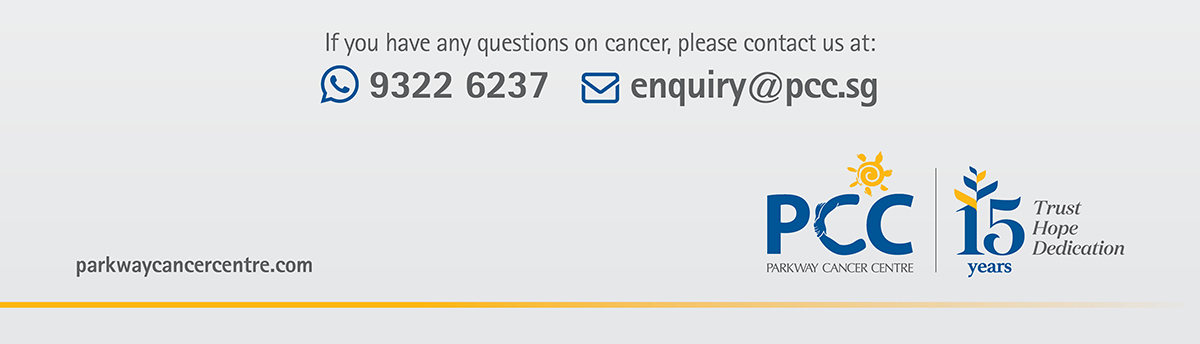 If you have any questions on cancer, please contact us at:
9322 6237 enquiry@pcc.sg
PCC
PARKWAY CANCER CENTRE
15
years
Trust
Hope
Dedication
parkwaycancercentre.com